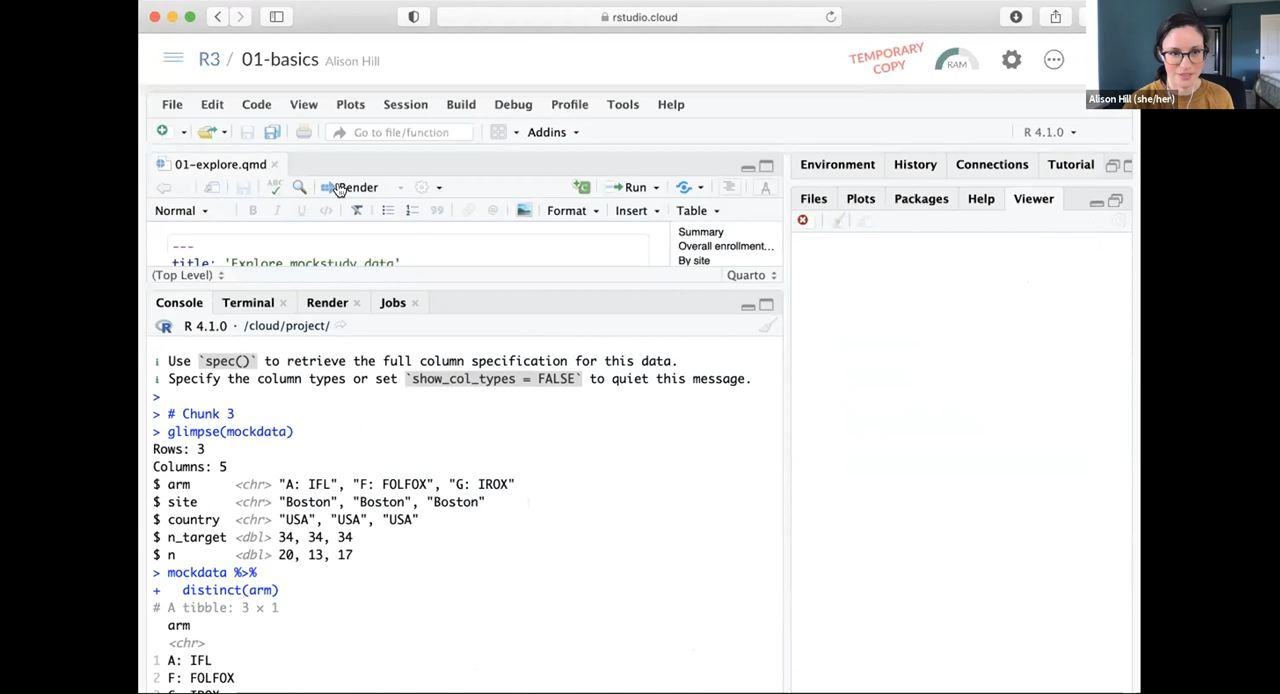 rstudio.cloud
R3 / 01-basics Alison Hill
TEMPORARY
COPY
RAM
Alison Hill (she/her)
File Edit Code View Plots Session Build Debug Profile Tools Help
Go to file/function Addins R 4.1.0
01-explore.qmd
ABC Render Run
Normal B I U Format Insert Table
---
title: 'Explore mockstudy data'
Summary
Overall enrollment...
By site
(Top Level) Quarto
Console Terminal Render Jobs
R 4.1.0 · /cloud/project/
i Use `spec()` to retrieve the full column specification for this data.
i Specify the column types or set `show_col_types = FALSE` to quiet this message.
>
> # Chunk 3
> glimpse(mockdata)
Rows: 3
Columns: 5
$ arm <chr> "A: IFL", "F: FOLFOX", "G: IROX"
$ site <chr> "Boston", "Boston", "Boston"
$ country <chr> "USA", "USA", "USA"
$ n_target <dbl> 34, 34, 34
$ n <dbl> 20, 13, 17
> mockdata %>%
+ distinct(arm)
# A tibble: 3 × 1
arm
<chr>
1 A: IFL
2 F: FOLFOX
3 G: IROX
Environment History Connections Tutorial
Files Plots Packages Help Viewer